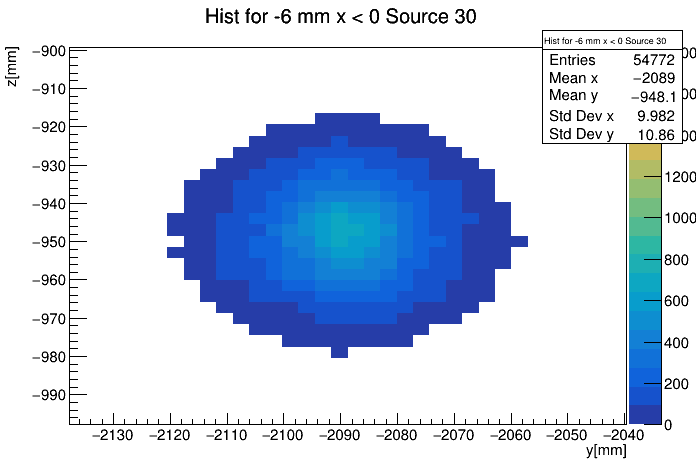 Hist for -6 mm x < 0 Source 30
Hist for -6 mm x < 0 Source 30
Entries 54772
Mean x −2089
Mean y −948.1
Std Dev x 9.982
Std Dev y 10.86
z[mm]
−900
−910
−920
−930
−940
−950
−960
−970
−980
−990
−2130 −2120 −2110 −2100 −2090 −2080 −2070 −2060 −2050 −2040
y[mm]
1200
1000
800
600
400
200
0